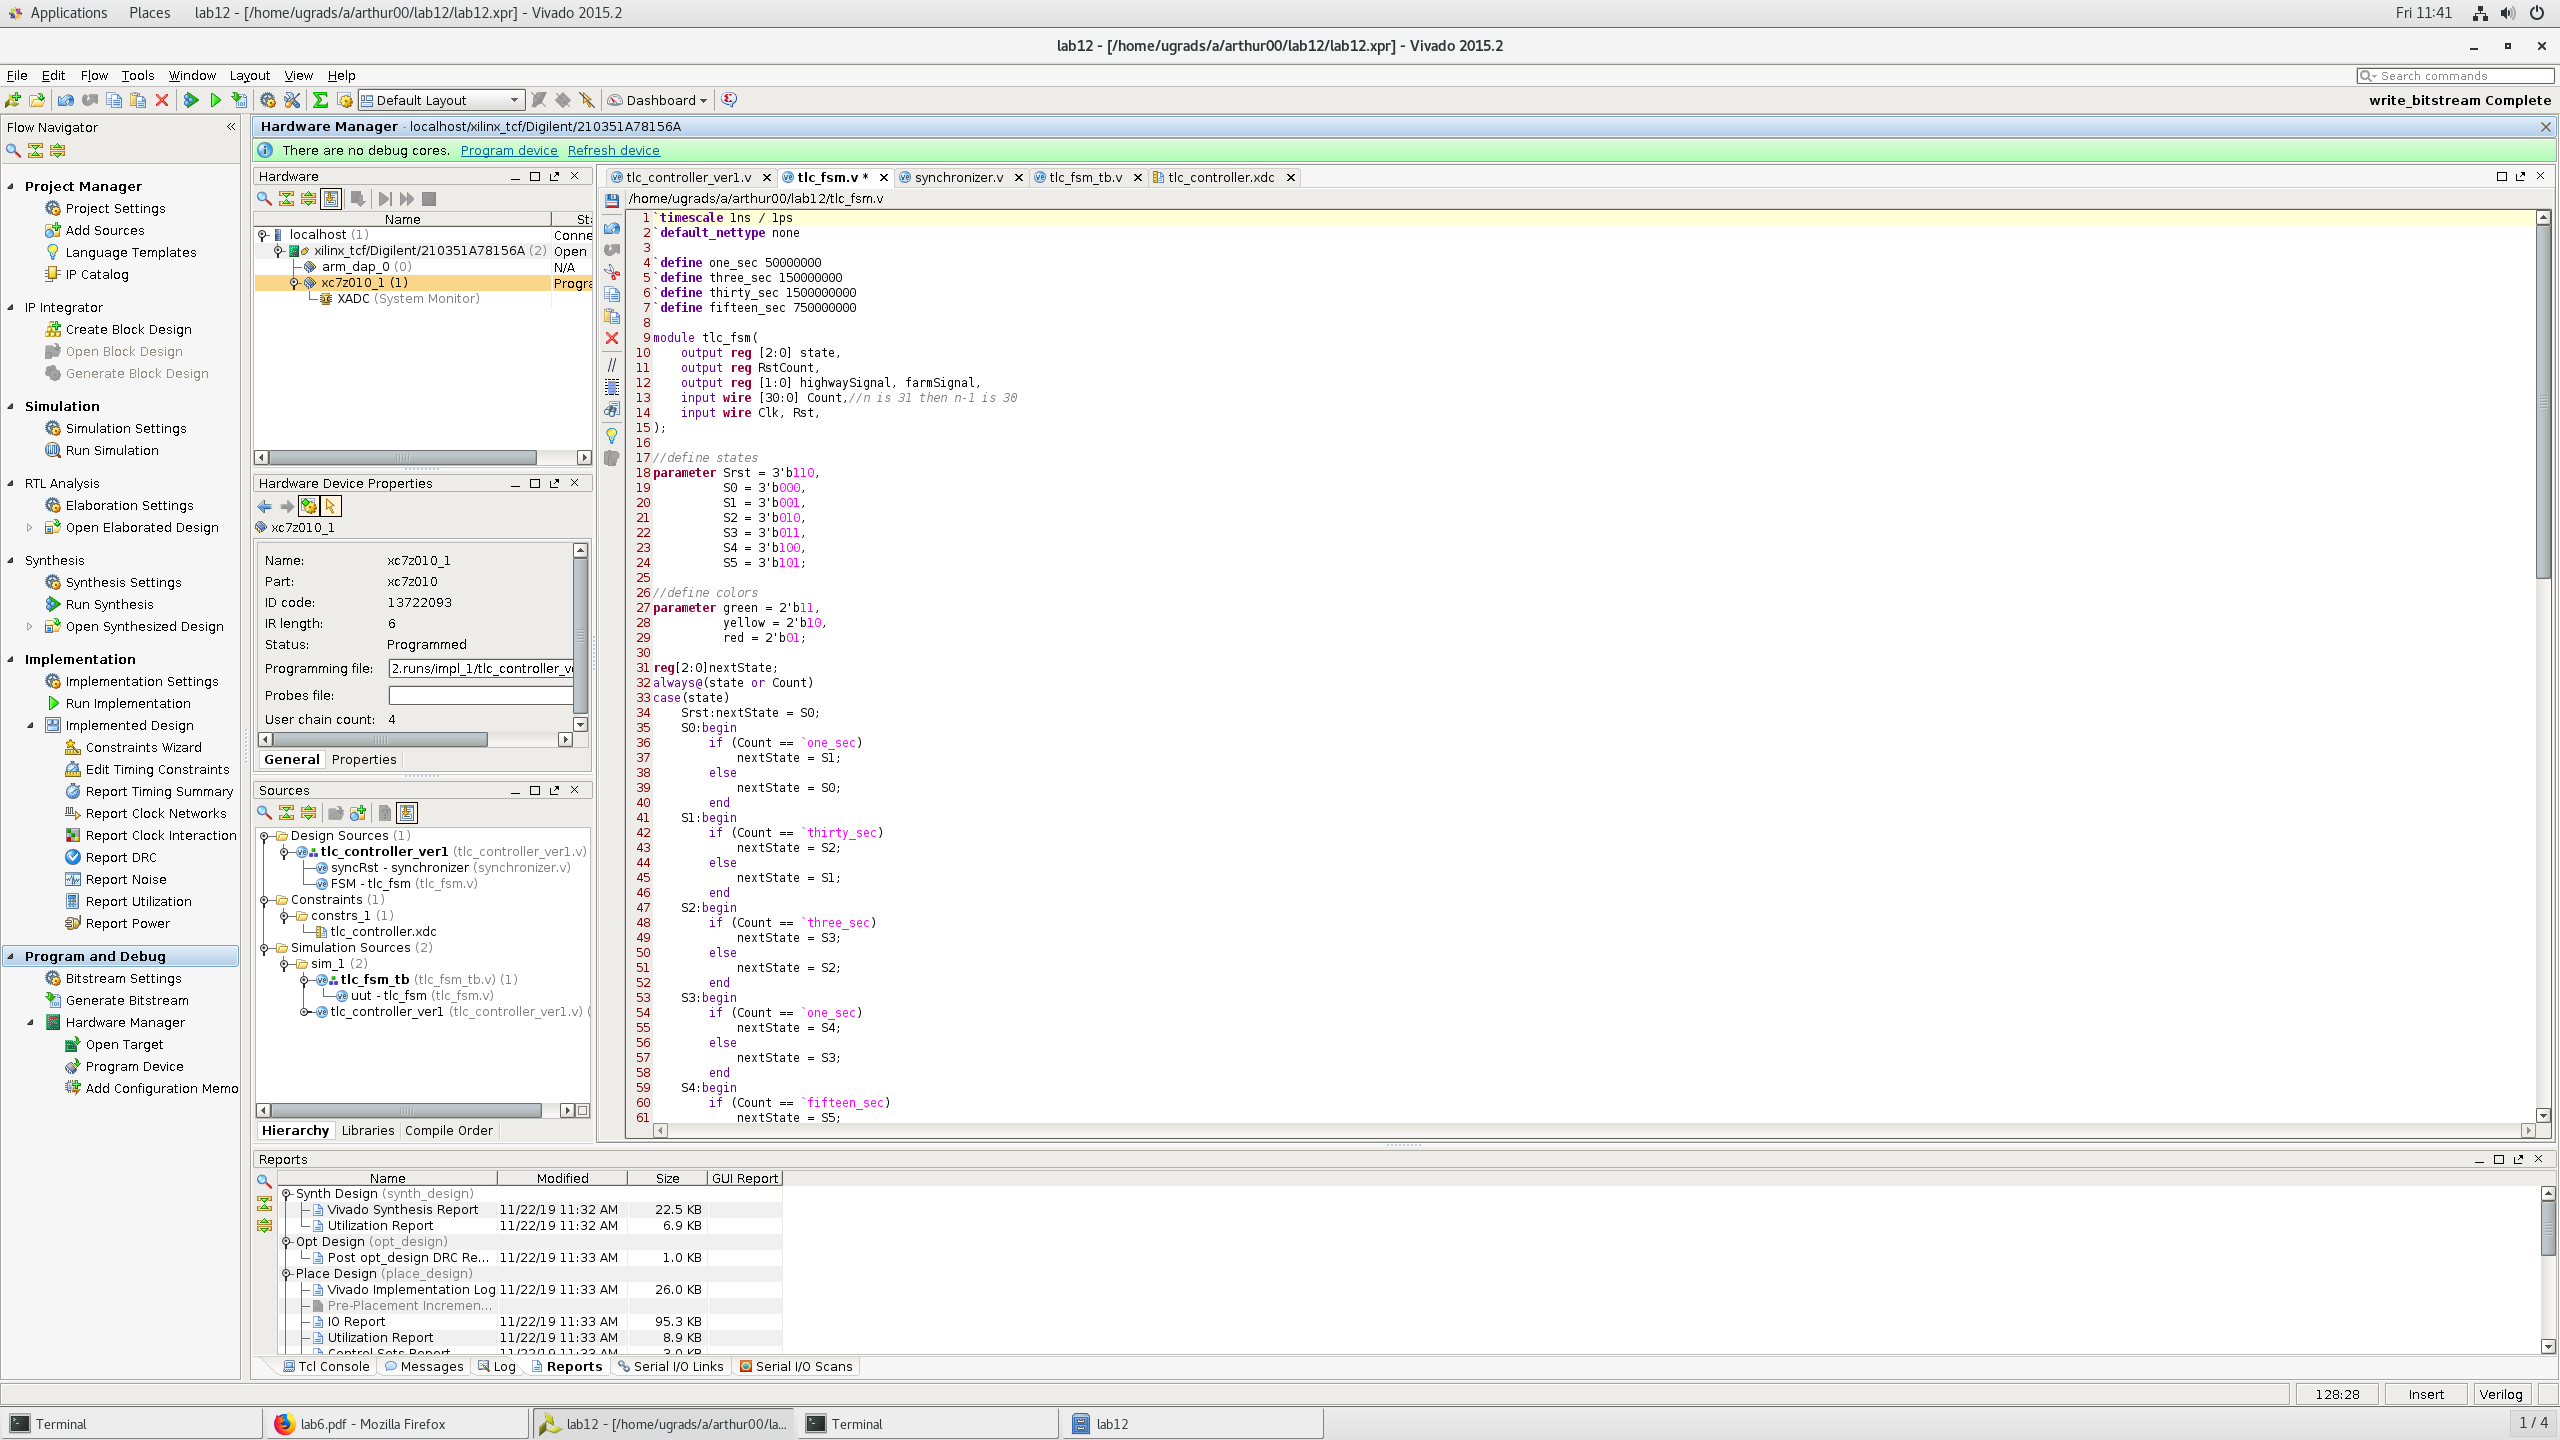 Applications Places lab12 - [/home/ugrads/a/arthur00/lab12/lab12.xpr] - Vivado 2015.2 Fri 11:41
lab12 - [/home/ugrads/a/arthur00/lab12/lab12.xpr] - Vivado 2015.2
File Edit Flow Tools Window Layout View Help Search commands
Default Layout Dashboard write_bitstream Complete
Flow Navigator
Project Manager
Project Settings
Add Sources
Language Templates
IP Catalog
IP Integrator
Create Block Design
Open Block Design
Generate Block Design
Simulation
Simulation Settings
Run Simulation
RTL Analysis
Elaboration Settings
Open Elaborated Design
Synthesis
Synthesis Settings
Run Synthesis
Open Synthesized Design
Implementation
Implementation Settings
Run Implementation
Implemented Design
Constraints Wizard
Edit Timing Constraints
Report Timing Summary
Report Clock Networks
Report Clock Interaction
Report DRC
Report Noise
Report Utilization
Report Power
Program and Debug
Bitstream Settings
Generate Bitstream
Hardware Manager
Open Target
Program Device
Add Configuration Memo
Hardware Manager - localhost/xilinx_tcf/Digilent/210351A78156A
There are no debug cores. Program device Refresh device
Hardware
Name Sta
localhost (1) Conne
xilinx_tcf/Digilent/210351A78156A (2) Open
arm_dap_0 (0) N/A
xc7z010_1 (1) Progra
XADC (System Monitor)
Hardware Device Properties
xc7z010_1
Name: xc7z010_1
Part: xc7z010
ID code: 13722093
IR length: 6
Status: Programmed
Programming file: 2.runs/impl_1/tlc_controller_ve
Probes file:
User chain count: 4
General Properties
Sources
Design Sources (1)
tlc_controller_ver1 (tlc_controller_ver1.v)
syncRst - synchronizer (synchronizer.v)
FSM - tlc_fsm (tlc_fsm.v)
Constraints (1)
constrs_1 (1)
tlc_controller.xdc
Simulation Sources (2)
sim_1 (2)
tlc_fsm_tb (tlc_fsm_tb.v) (1)
uut - tlc_fsm (tlc_fsm.v)
tlc_controller_ver1 (tlc_controller_ver1.v) (
Hierarchy Libraries Compile Order
tlc_controller_ver1.v tlc_fsm.v * synchronizer.v tlc_fsm_tb.v tlc_controller.xdc
/home/ugrads/a/arthur00/lab12/tlc_fsm.v
1 `timescale 1ns / 1ps
2 `default_nettype none
3
4 `define one_sec 50000000
5 `define three_sec 150000000
6 `define thirty_sec 1500000000
7 `define fifteen_sec 750000000
8
9 module tlc_fsm(
10 output reg [2:0] state,
11 output reg RstCount,
12 output reg [1:0] highwaySignal, farmSignal,
13 input wire [30:0] Count,//n is 31 then n-1 is 30
14 input wire Clk, Rst,
15 );
16
17 //define states
18 parameter Srst = 3'b110,
19 S0 = 3'b000,
20 S1 = 3'b001,
21 S2 = 3'b010,
22 S3 = 3'b011,
23 S4 = 3'b100,
24 S5 = 3'b101;
25
26 //define colors
27 parameter green = 2'b11,
28 yellow = 2'b10,
29 red = 2'b01;
30
31 reg[2:0]nextState;
32 always@(state or Count)
33 case(state)
34 Srst:nextState = S0;
35 S0:begin
36 if (Count == `one_sec)
37 nextState = S1;
38 else
39 nextState = S0;
40 end
41 S1:begin
42 if (Count == `thirty_sec)
43 nextState = S2;
44 else
45 nextState = S1;
46 end
47 S2:begin
48 if (Count == `three_sec)
49 nextState = S3;
50 else
51 nextState = S2;
52 end
53 S3:begin
54 if (Count == `one_sec)
55 nextState = S4;
56 else
57 nextState = S3;
58 end
59 S4:begin
60 if (Count == `fifteen_sec)
61 nextState = S5;
Reports
Name Modified Size GUI Report
Synth Design (synth_design)
Vivado Synthesis Report 11/22/19 11:32 AM 22.5 KB
Utilization Report 11/22/19 11:32 AM 6.9 KB
Opt Design (opt_design)
Post opt_design DRC Re... 11/22/19 11:33 AM 1.0 KB
Place Design (place_design)
Vivado Implementation Log 11/22/19 11:33 AM 26.0 KB
Pre-Placement Incremen...
IO Report 11/22/19 11:33 AM 95.3 KB
Utilization Report 11/22/19 11:33 AM 8.9 KB
Control Sets Report 11/22/19 11:33 AM 3.0 KB
Tcl Console Messages Log Reports Serial I/O Links Serial I/O Scans
128:28 Insert Verilog
Terminal lab6.pdf - Mozilla Firefox lab12 - [/home/ugrads/a/arthur00/la... Terminal lab12 1 / 4